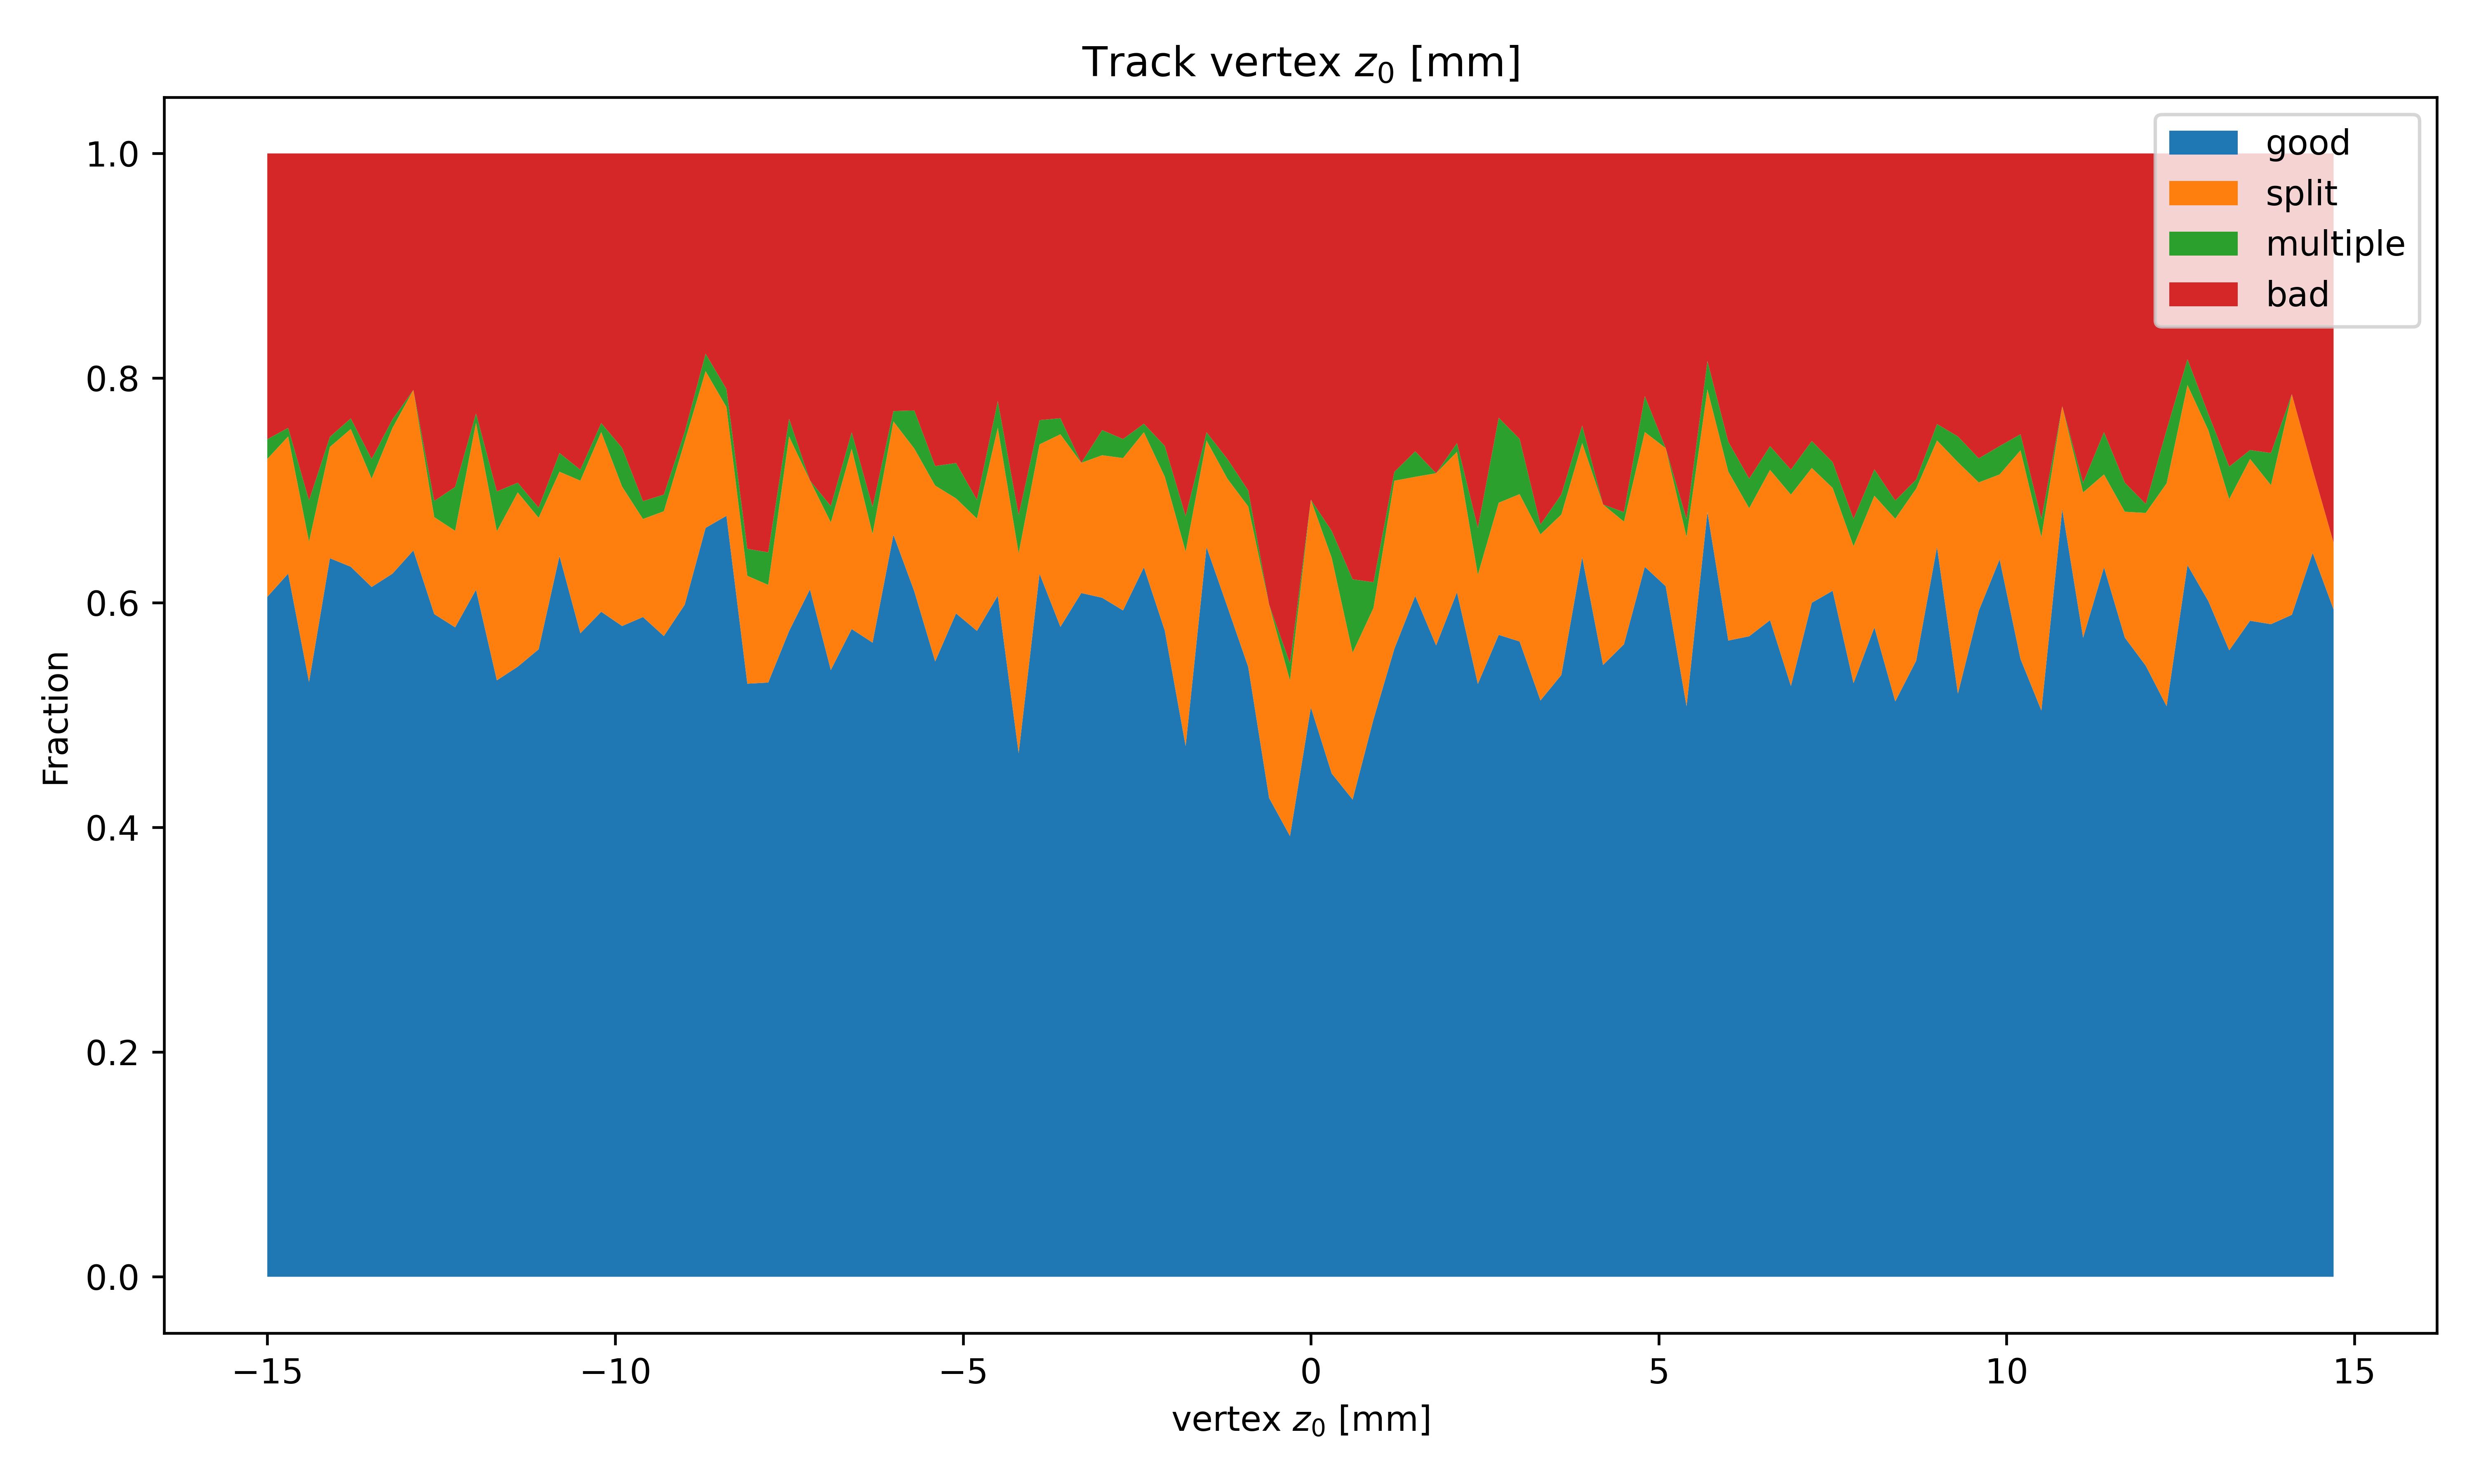 Track vertex z₀ [mm]
good
split
multiple
bad
Fraction
1.0
0.8
0.6
0.4
0.2
0.0
−15 −10 −5 0 5 10 15
vertex z₀ [mm]